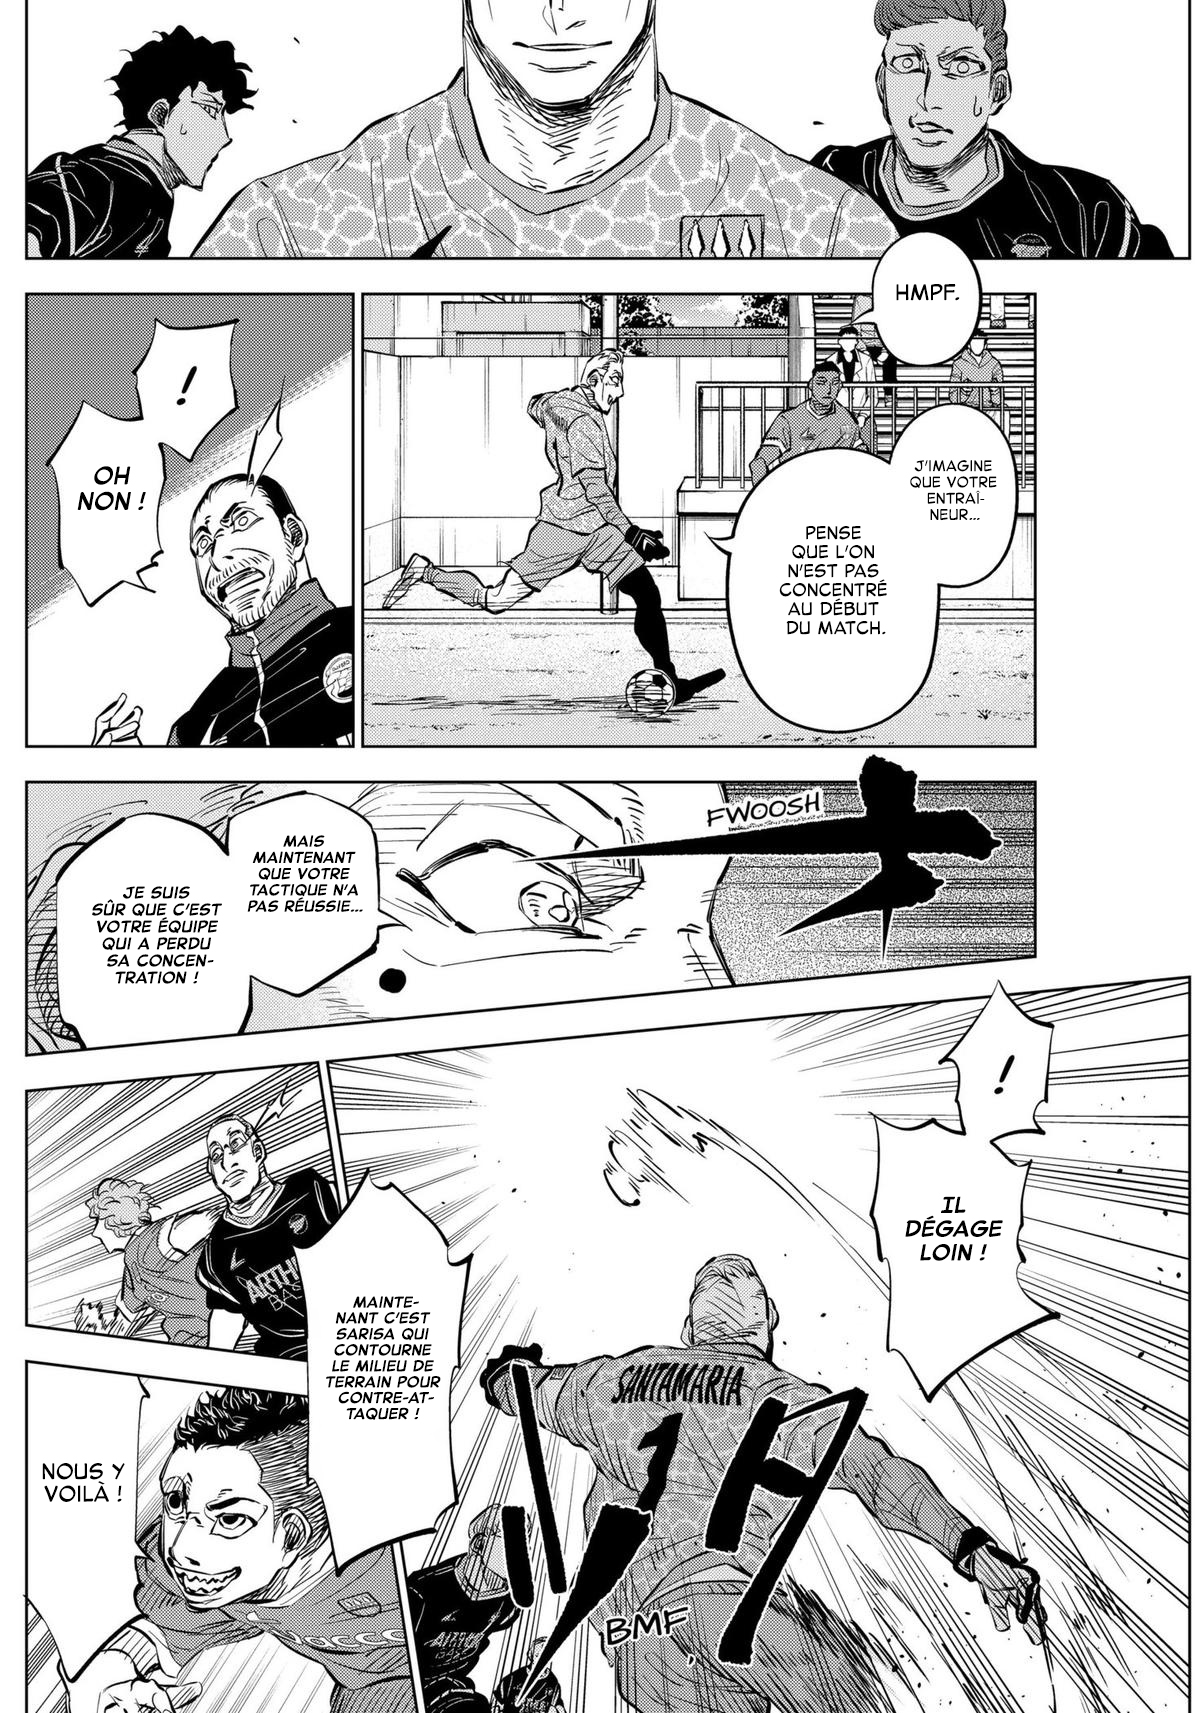 HMPF.
J'IMAGINE
QUE VOTRE
ENTRAÎ-
NEUR...
PENSE
QUE L'ON
N'EST PAS
CONCENTRÉ
AU DÉBUT
DU MATCH.
!
OH
NON !
FWOOSH
MAIS
MAINTENANT
QUE VOTRE
TACTIQUE N'A
PAS RÉUSSIE...
JE SUIS
SÛR QUE C'EST
VOTRE ÉQUIPE
QUI A PERDU
SA CONCEN-
TRATION !
!
IL
DÉGAGE
LOIN !
SANTAMARIA
1
MAINTE-
NANT C'EST
SARISA QUI
CONTOURNE
LE MILIEU DE
TERRAIN POUR
CONTRE-AT-
TAQUER !
BMF
NOUS Y
VOILÀ !